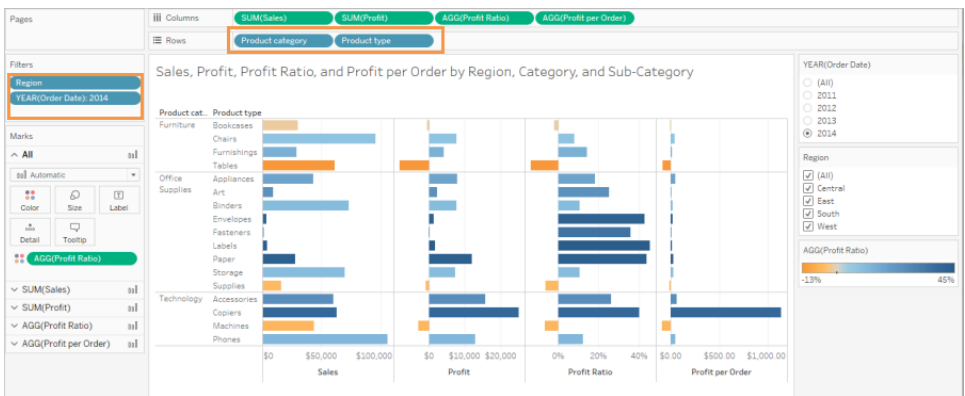 Pages
Columns
SUM(Sales)
SUM(Profit)
AGG(Profit Ratio)
AGG(Profit per Order)
Rows
Product category
Product type
Filters
Region
YEAR(Order Date): 2014
Marks
All
Automatic
Color
Size
Label
Detail
Tooltip
AGG(Profit Ratio)
SUM(Sales)
SUM(Profit)
AGG(Profit Ratio)
AGG(Profit per Order)
Sales, Profit, Profit Ratio, and Profit per Order by Region, Category, and Sub-Category
Product cat.. Product type
Furniture Bookcases
Chairs
Furnishings
Tables
Office Appliances
Supplies Art
Binders
Envelopes
Fasteners
Labels
Paper
Storage
Supplies
Technology Accessories
Copiers
Machines
Phones
$0 $50,000 $100,000 $0 $10,000 $20,000 0% 20% 40% $0.00 $500.00 $1,000.00
Sales Profit Profit Ratio Profit per Order
YEAR(Order Date)
(All)
2011
2012
2013
2014
Region
(All)
Central
East
South
West
AGG(Profit Ratio)
-13% 45%